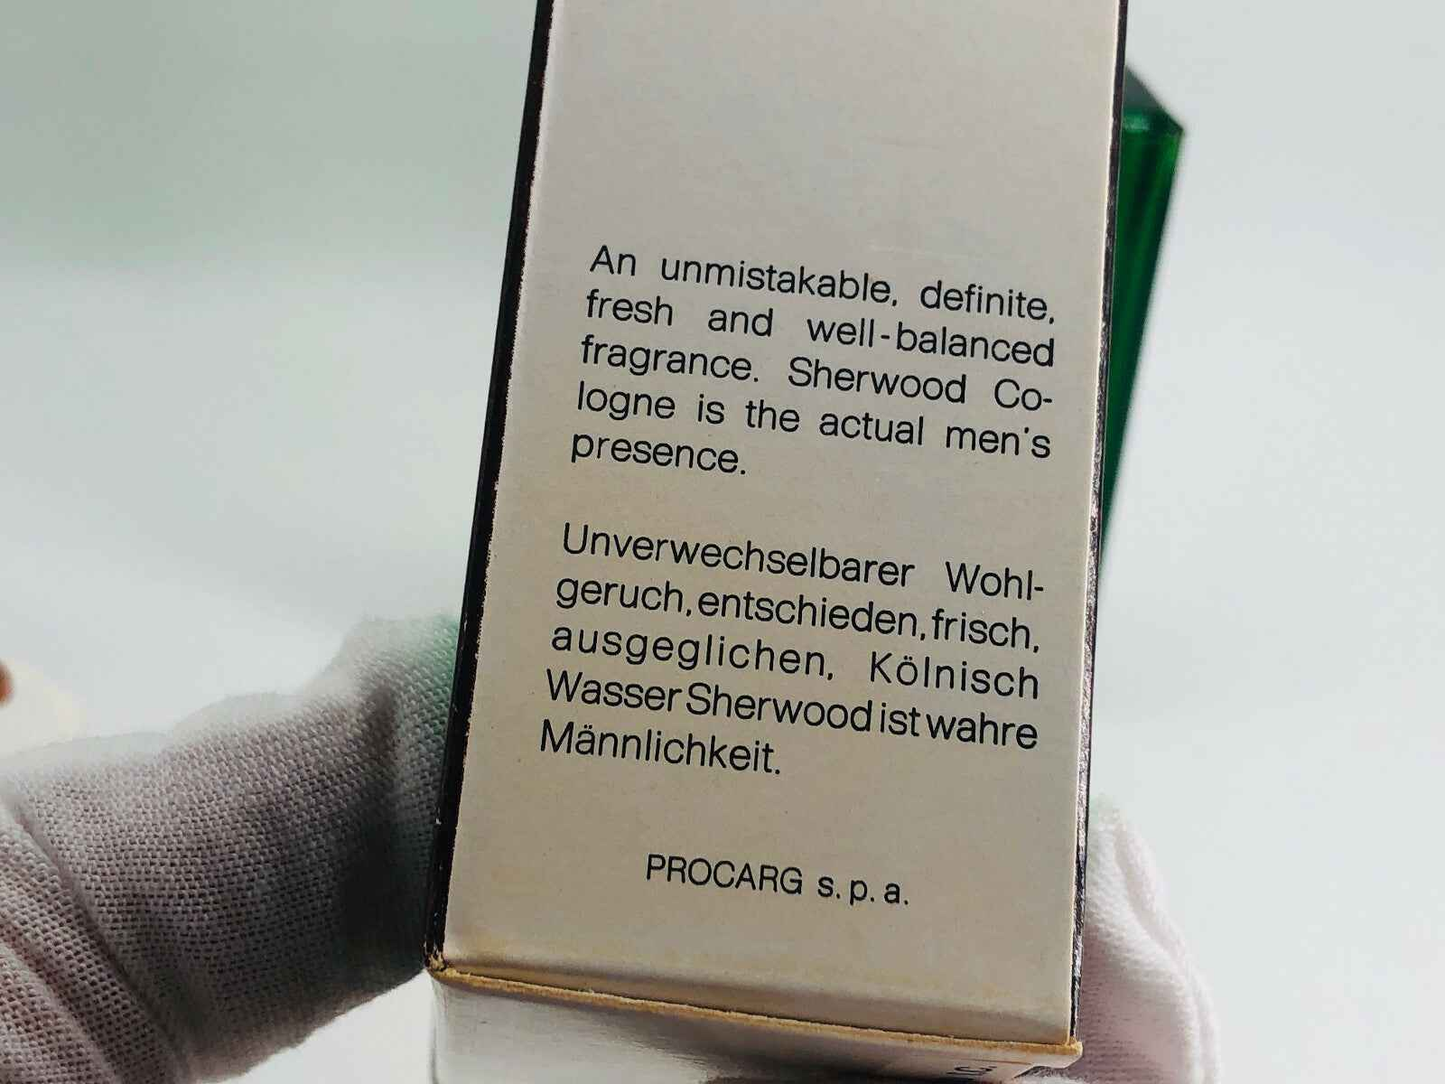 An unmistakable, definite,
fresh and well-balanced
fragrance. Sherwood Co-
logne is the actual men's
presence.
Unverwechselbarer Wohl-
geruch, entschieden, frisch,
ausgeglichen, Kölnisch
Wasser Sherwood ist wahre
Männlichkeit.
PROCARG s.p.a.